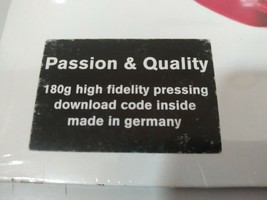 Passion & Quality
180g high fidelity pressing
download code inside
made in germany